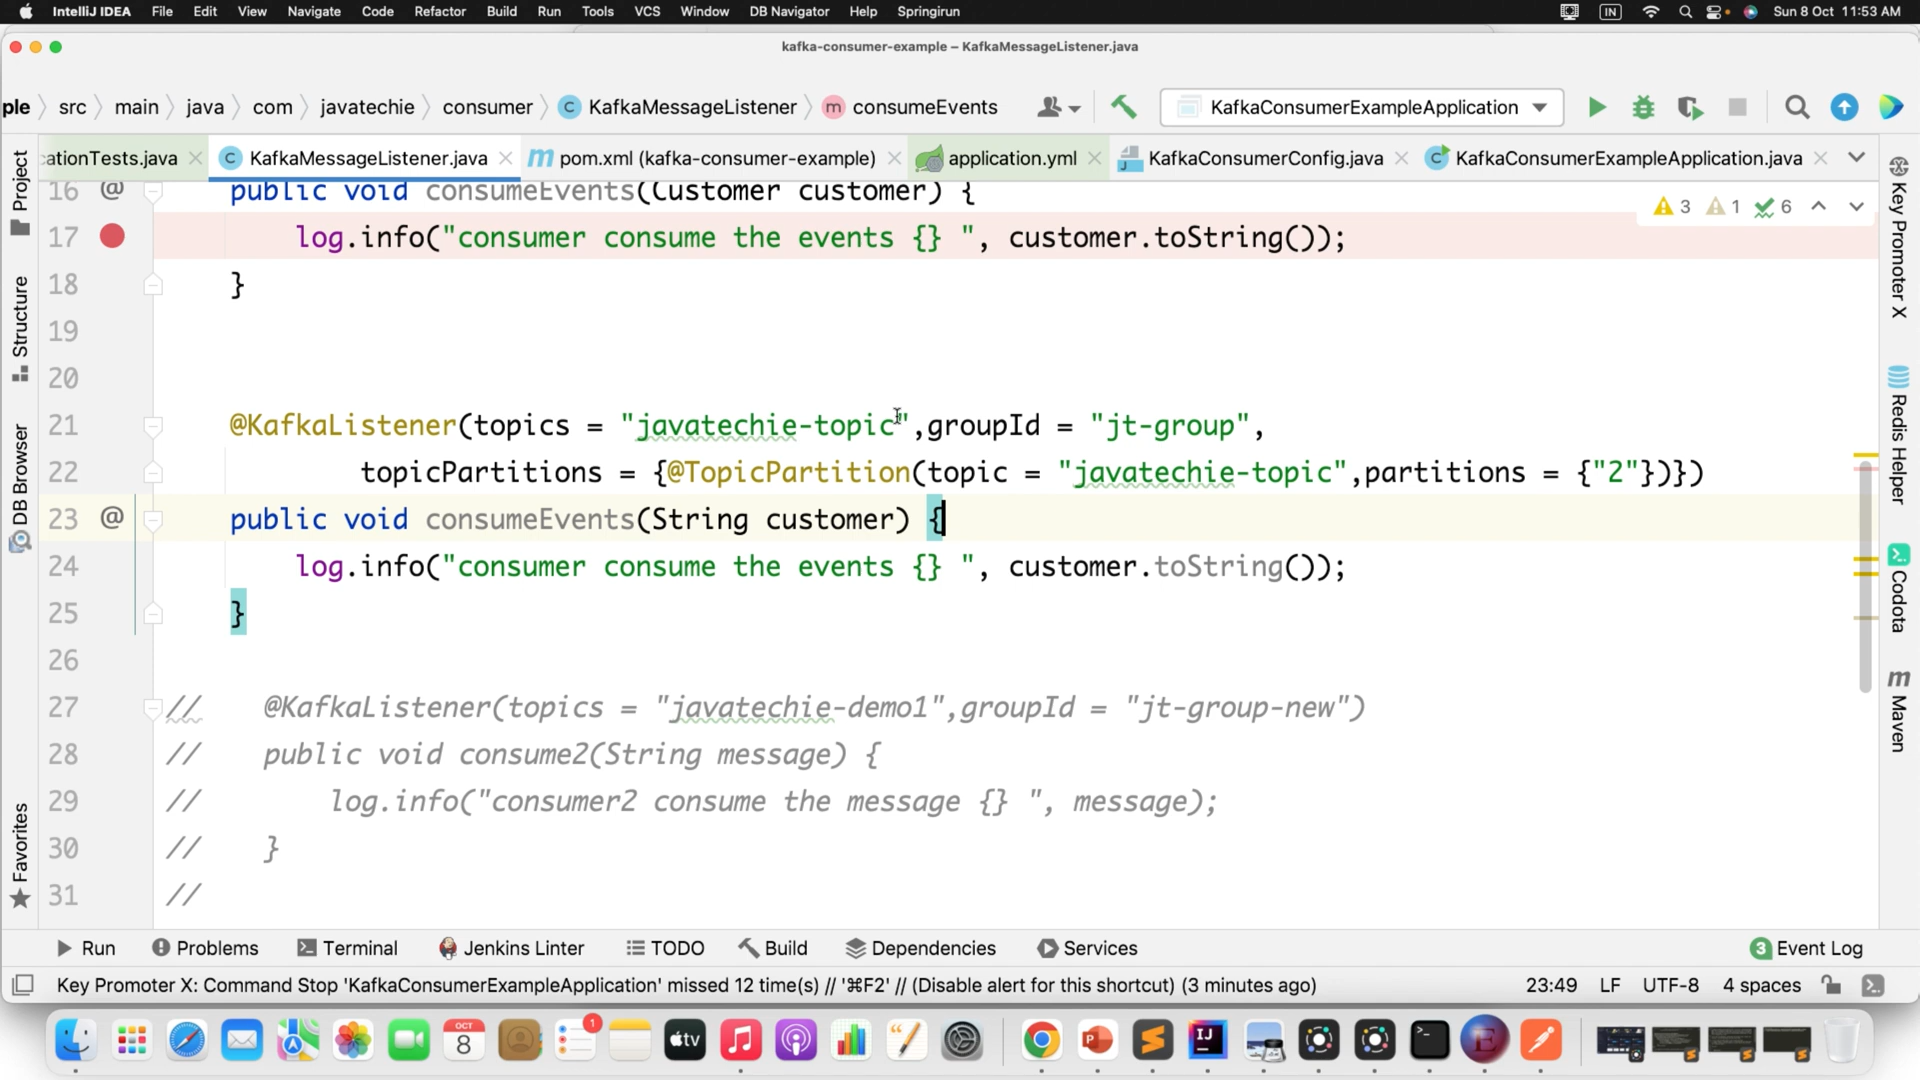 IntelliJ IDEA File Edit View Navigate Code Refactor Build Run Tools VCS Window DB Navigator Help Springirun IN Sun 8 Oct 11:53 AM
kafka-consumer-example – KafkaMessageListener.java
ple src main java com javatechie consumer C KafkaMessageListener m consumeEvents KafkaConsumerExampleApplication
ationTests.java C KafkaMessageListener.java m pom.xml (kafka-consumer-example) application.yml KafkaConsumerConfig.java C KafkaConsumerExampleApplication.java
Project
Structure
DB Browser
Favorites
16 @ public void consumeEvents(Customer customer) {
3 1 6
17 log.info("consumer consume the events {} ", customer.toString());
18 }
19
20
21 @KafkaListener(topics = "javatechie-topic",groupId = "jt-group",
22 topicPartitions = {@TopicPartition(topic = "javatechie-topic",partitions = {"2"})})
23 @ public void consumeEvents(String customer) {
24 log.info("consumer consume the events {} ", customer.toString());
25 }
26
27 // @KafkaListener(topics = "javatechie-demo1",groupId = "jt-group-new")
28 // public void consume2(String message) {
29 // log.info("consumer2 consume the message {} ", message);
30 // }
31 //
Key Promoter X
Redis Helper
Codota
m Maven
Run Problems Terminal Jenkins Linter TODO Build Dependencies Services 3 Event Log
Key Promoter X: Command Stop 'KafkaConsumerExampleApplication' missed 12 time(s) // '⌘F2' // (Disable alert for this shortcut) (3 minutes ago) 23:49 LF UTF-8 4 spaces
OCT
8
1
tv
P
IJ
E